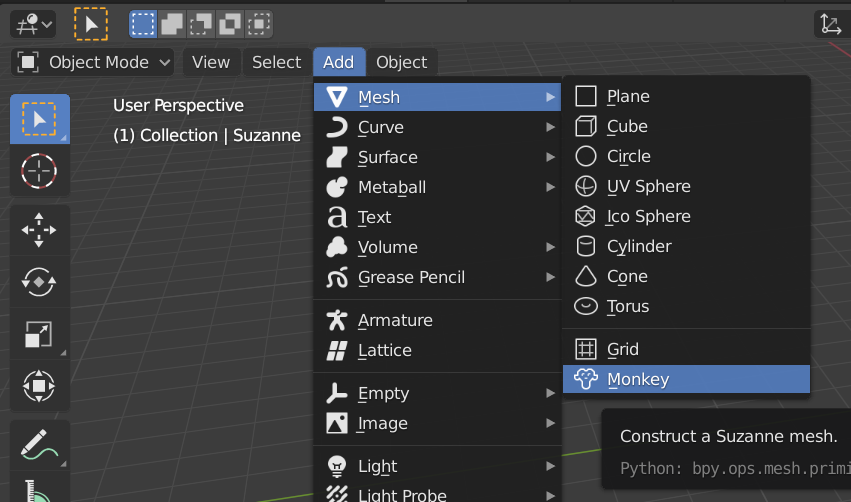 Object Mode View Select Add Object
User Perspective
(1) Collection | Suzanne
Mesh
Curve
Surface
Metaball
Text
Volume
Grease Pencil
Armature
Lattice
Empty
Image
Light
Light Probe
Plane
Cube
Circle
UV Sphere
Ico Sphere
Cylinder
Cone
Torus
Grid
Monkey
Construct a Suzanne mesh.
Python: bpy.ops.mesh.primi